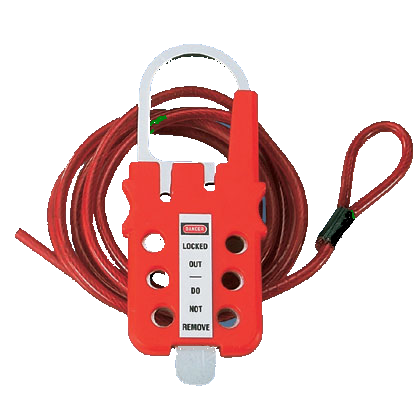 DANGER
LOCKED
OUT
DO
NOT
REMOVE